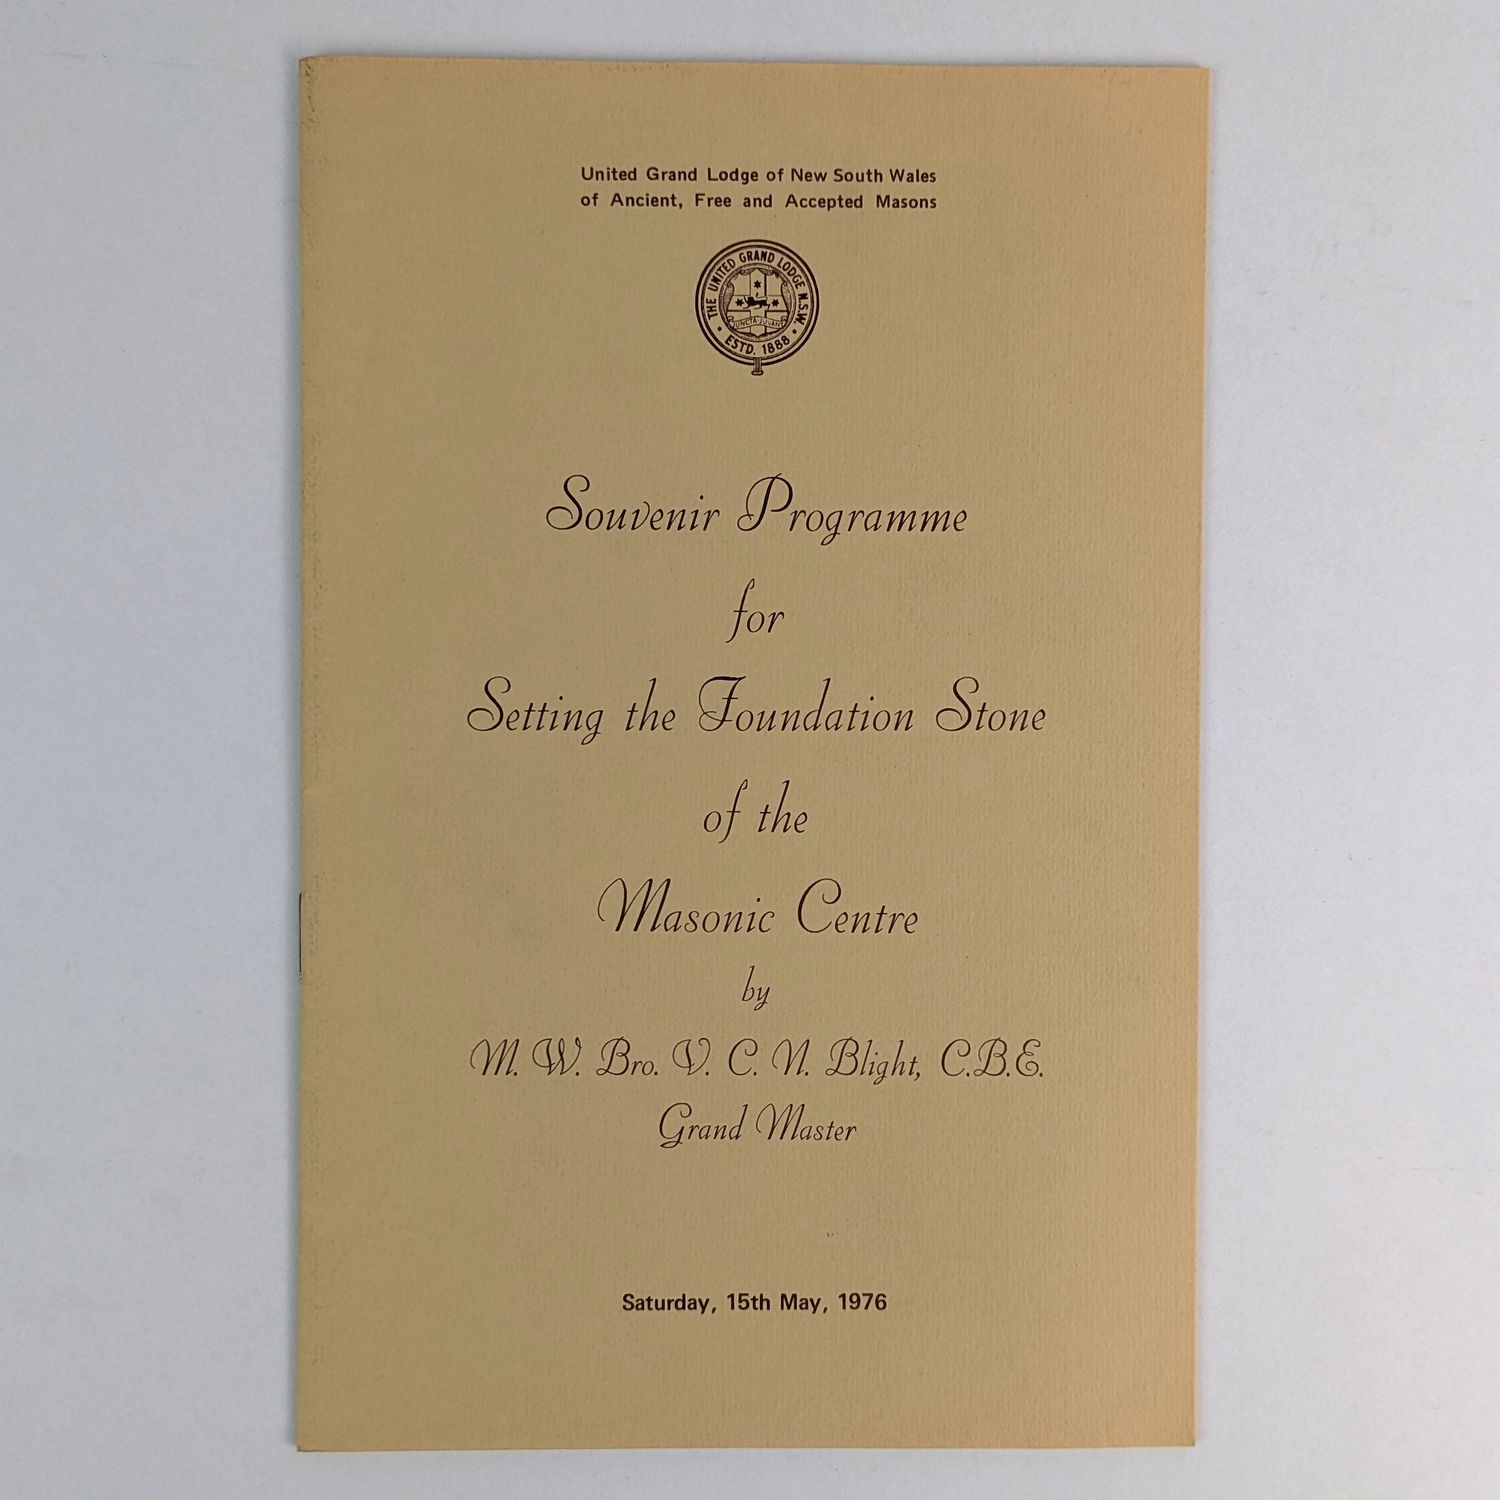 United Grand Lodge of New South Wales
of Ancient, Free and Accepted Masons
THE UNITED GRAND LODGE N.S.W.
JUNCTA JUVANT
ESTD. 1888
Souvenir Programme
for
Setting the Foundation Stone
of the
Masonic Centre
by
M. W. Bro. V. C. N. Blight, C.B.E.
Grand Master
Saturday, 15th May, 1976